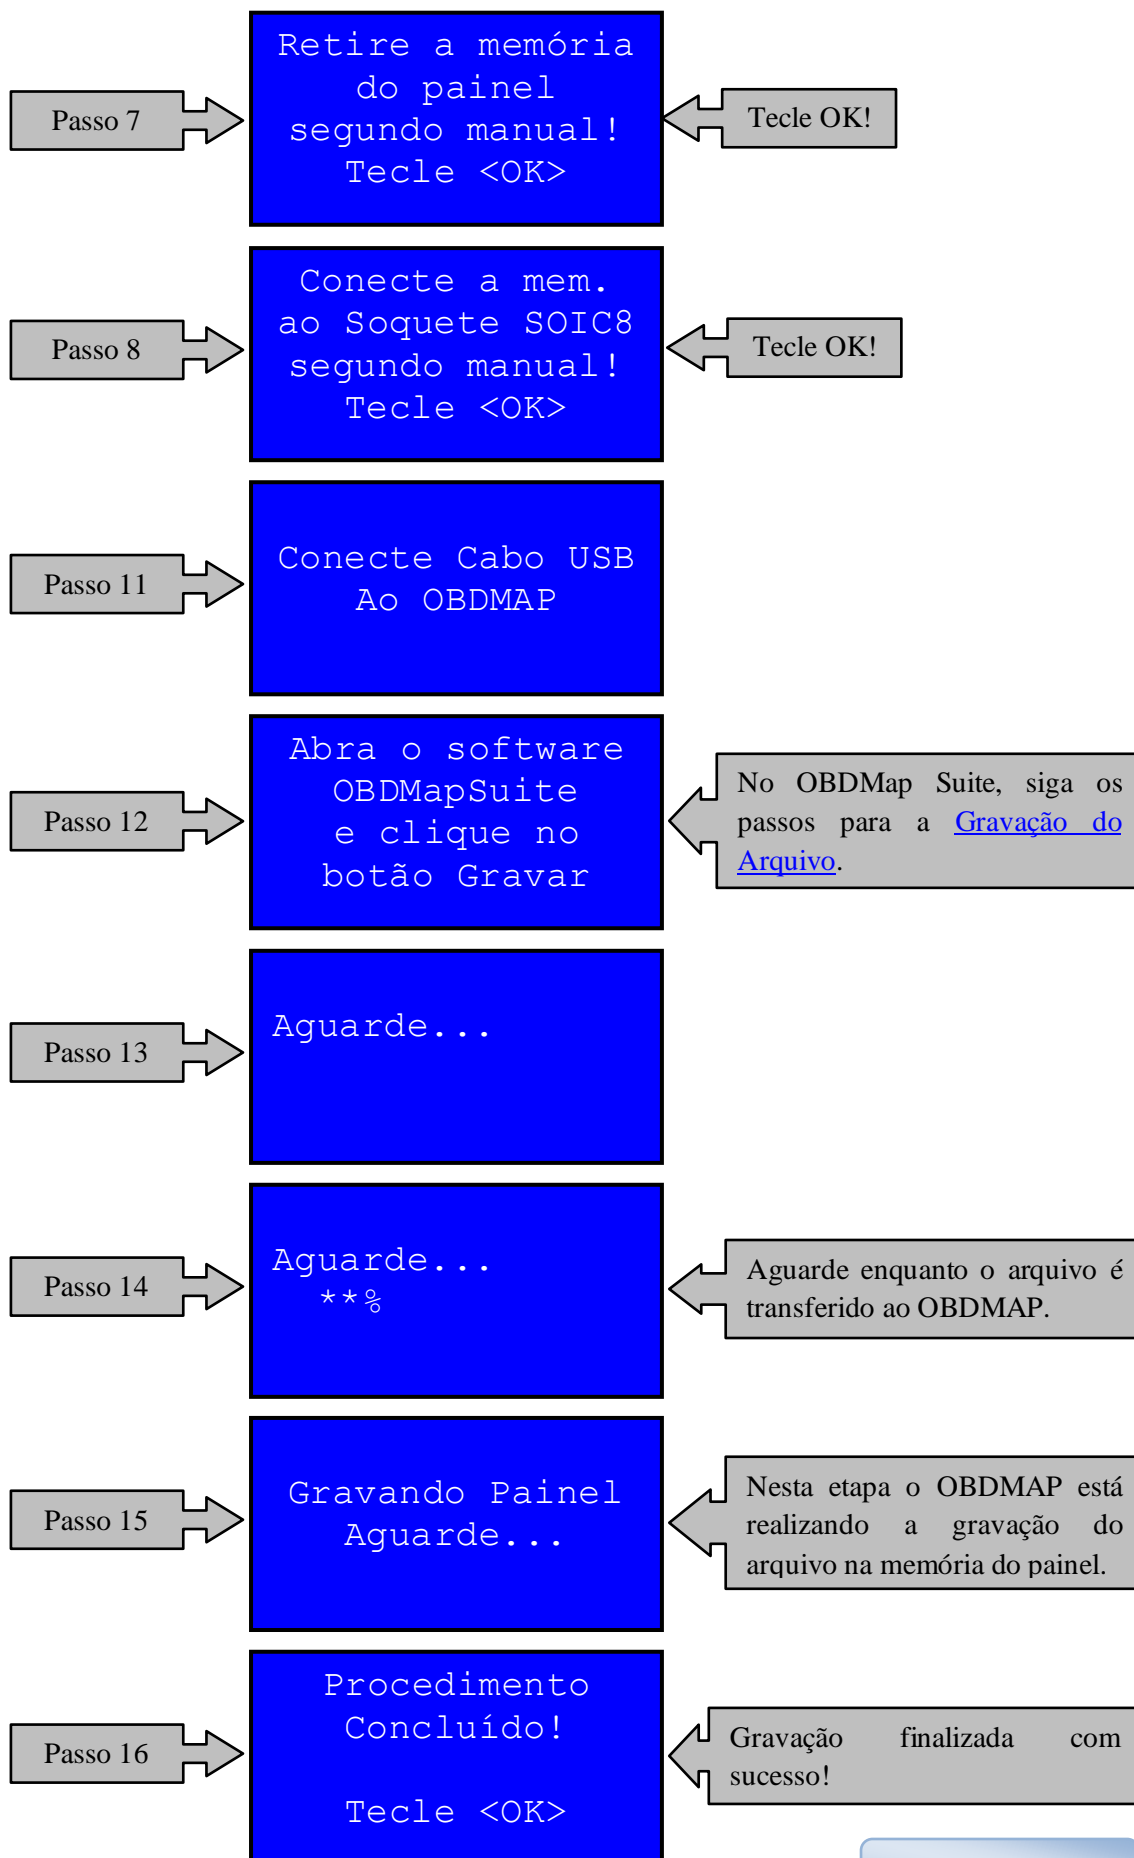 Passo 7
Retire a memória
do painel
segundo manual!
Tecle <OK>
Tecle OK!
Passo 8
Conecte a mem.
ao Soquete SOIC8
segundo manual!
Tecle <OK>
Tecle OK!
Passo 11
Conecte Cabo USB
Ao OBDMAP
Passo 12
Abra o software
OBDMapSuite
e clique no
botão Gravar
No OBDMap Suite, siga os
passos para a Gravação do
Arquivo.
Passo 13
Aguarde...
Passo 14
Aguarde...
**%
Aguarde enquanto o arquivo é
transferido ao OBDMAP.
Passo 15
Gravando Painel
Aguarde...
Nesta etapa o OBDMAP está
realizando a gravação do
arquivo na memória do painel.
Passo 16
Procedimento
Concluído!
Tecle <OK>
Gravação finalizada com
sucesso!